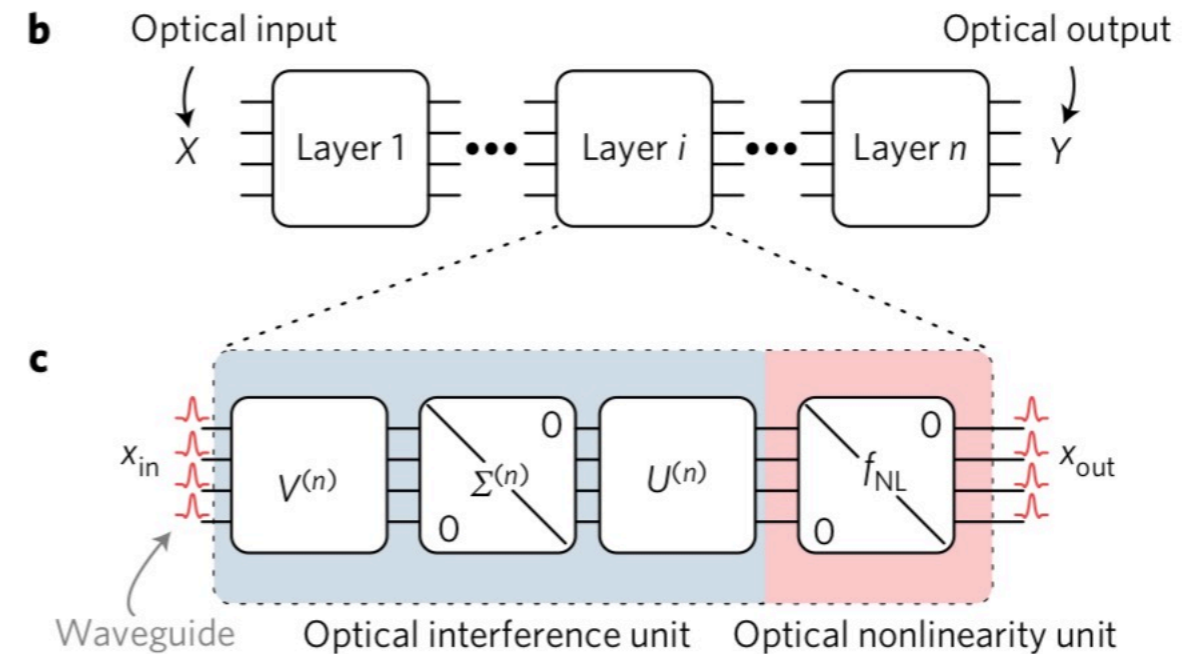 b
Optical input
Optical output
X
Layer 1
•••
Layer i
•••
Layer n
Y
c
x_in
V^(n)
0
Σ^(n)
0
U^(n)
0
f_NL
0
x_out
Waveguide
Optical interference unit
Optical nonlinearity unit